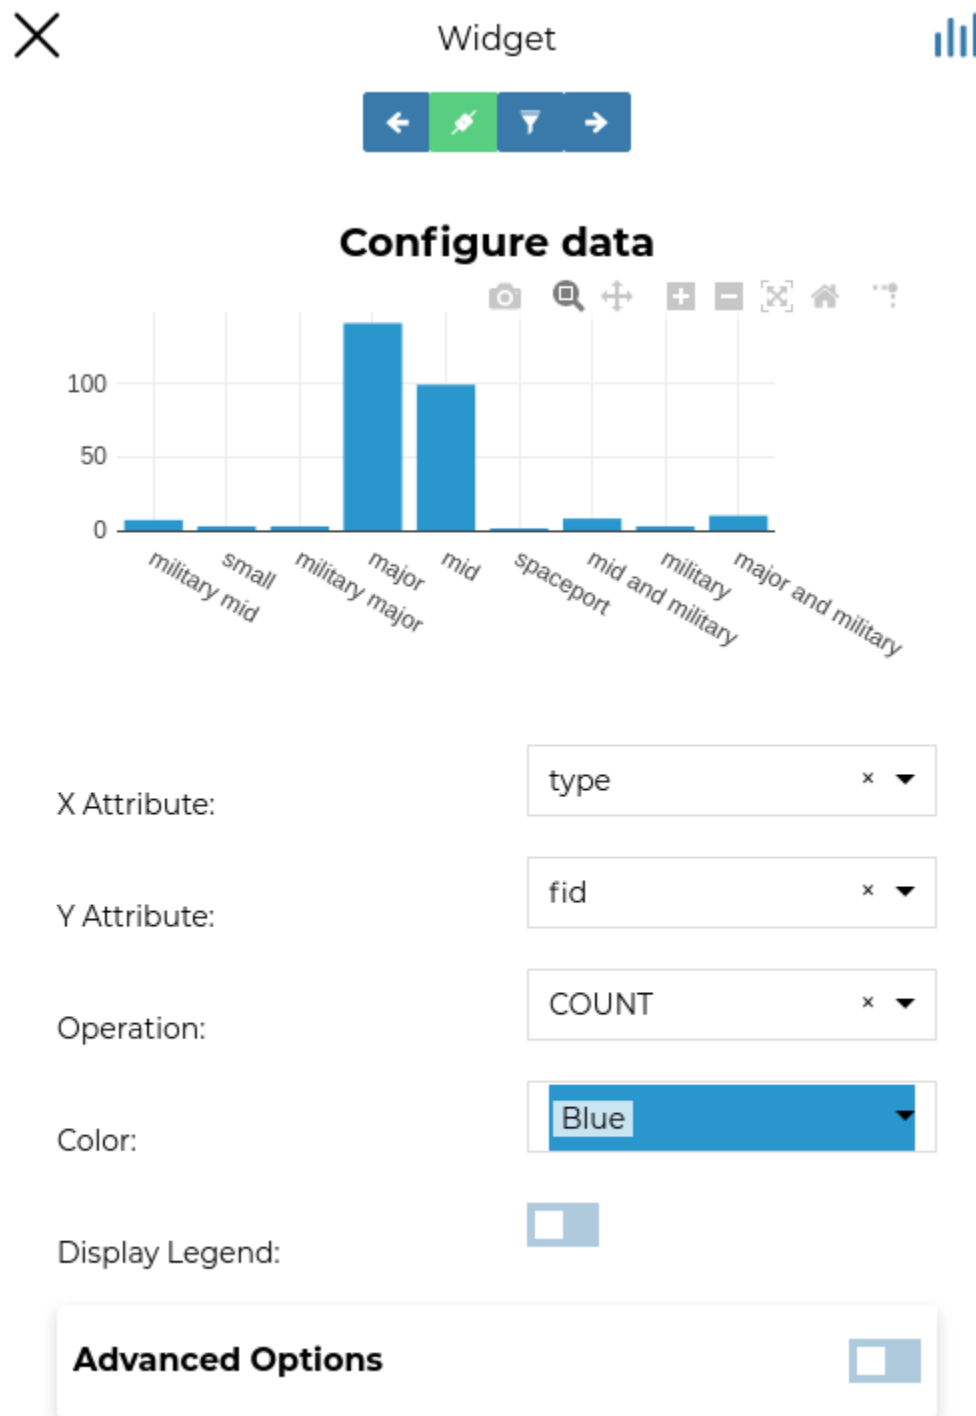 Widget
Configure data
100
50
0
military mid
small
military major
major
mid
spaceport
mid and military
military
major and military
X Attribute:
type
Y Attribute:
fid
Operation:
COUNT
Color:
Blue
Display Legend:
Advanced Options